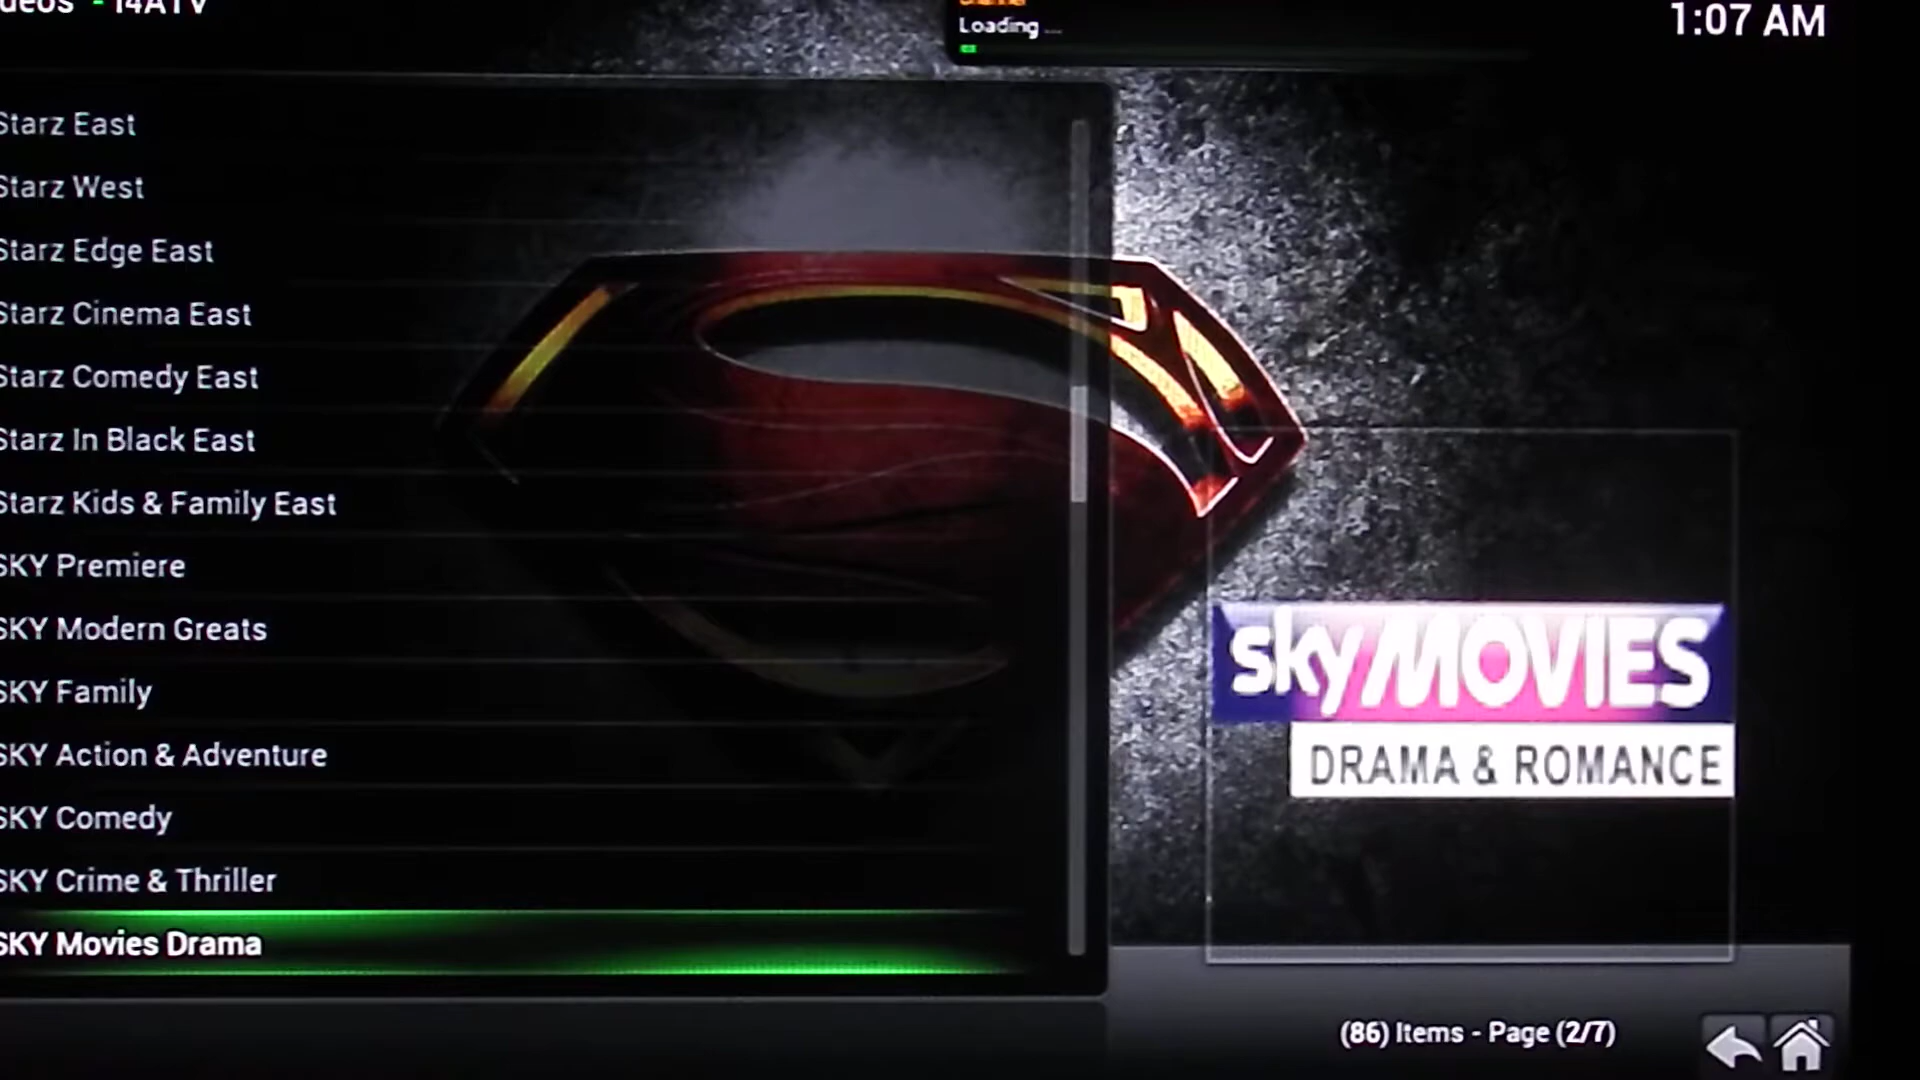 - I4ATV
Loading ...
1:07 AM
Starz East
Starz West
Starz Edge East
Starz Cinema East
Starz Comedy East
Starz In Black East
Starz Kids & Family East
SKY Premiere
SKY Modern Greats
SKY Family
SKY Action & Adventure
SKY Comedy
SKY Crime & Thriller
SKY Movies Drama
sky MOVIES
DRAMA & ROMANCE
(86) Items - Page (2/7)